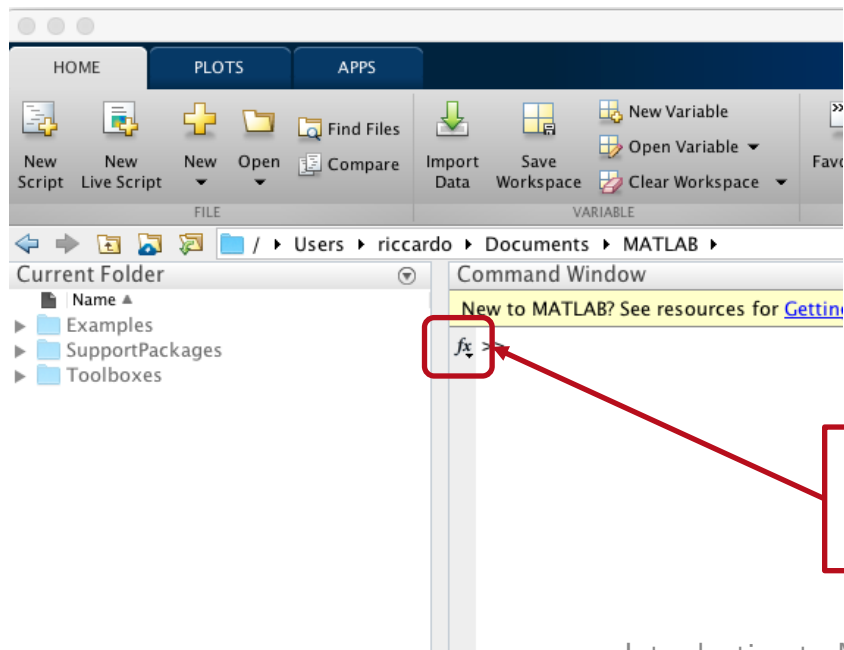 HOME PLOTS APPS
New Script
New Live Script
New
Open
Find Files
Compare
FILE
Import Data
Save Workspace
New Variable
Open Variable
Clear Workspace
VARIABLE
/ Users riccardo Documents MATLAB
Current Folder
Name
Examples
SupportPackages
Toolboxes
Command Window
New to MATLAB? See resources for
fx >>